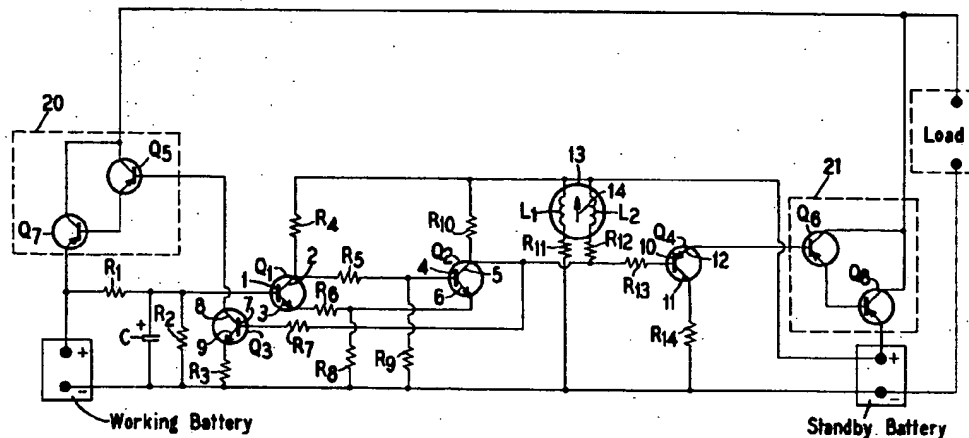 20
Q5
Q7
R1
C +
R2
+
-
Working Battery
8
7
9
Q3
R3
R4
Q1
1
2
3
R5
R6
R7
R8
R9
R10
Q2
4
5
6
13
14
L1
L2
R11
R12
R13
Q4
10
12
11
R14
21
Q6
Q8
Load
+
-
Standby Battery